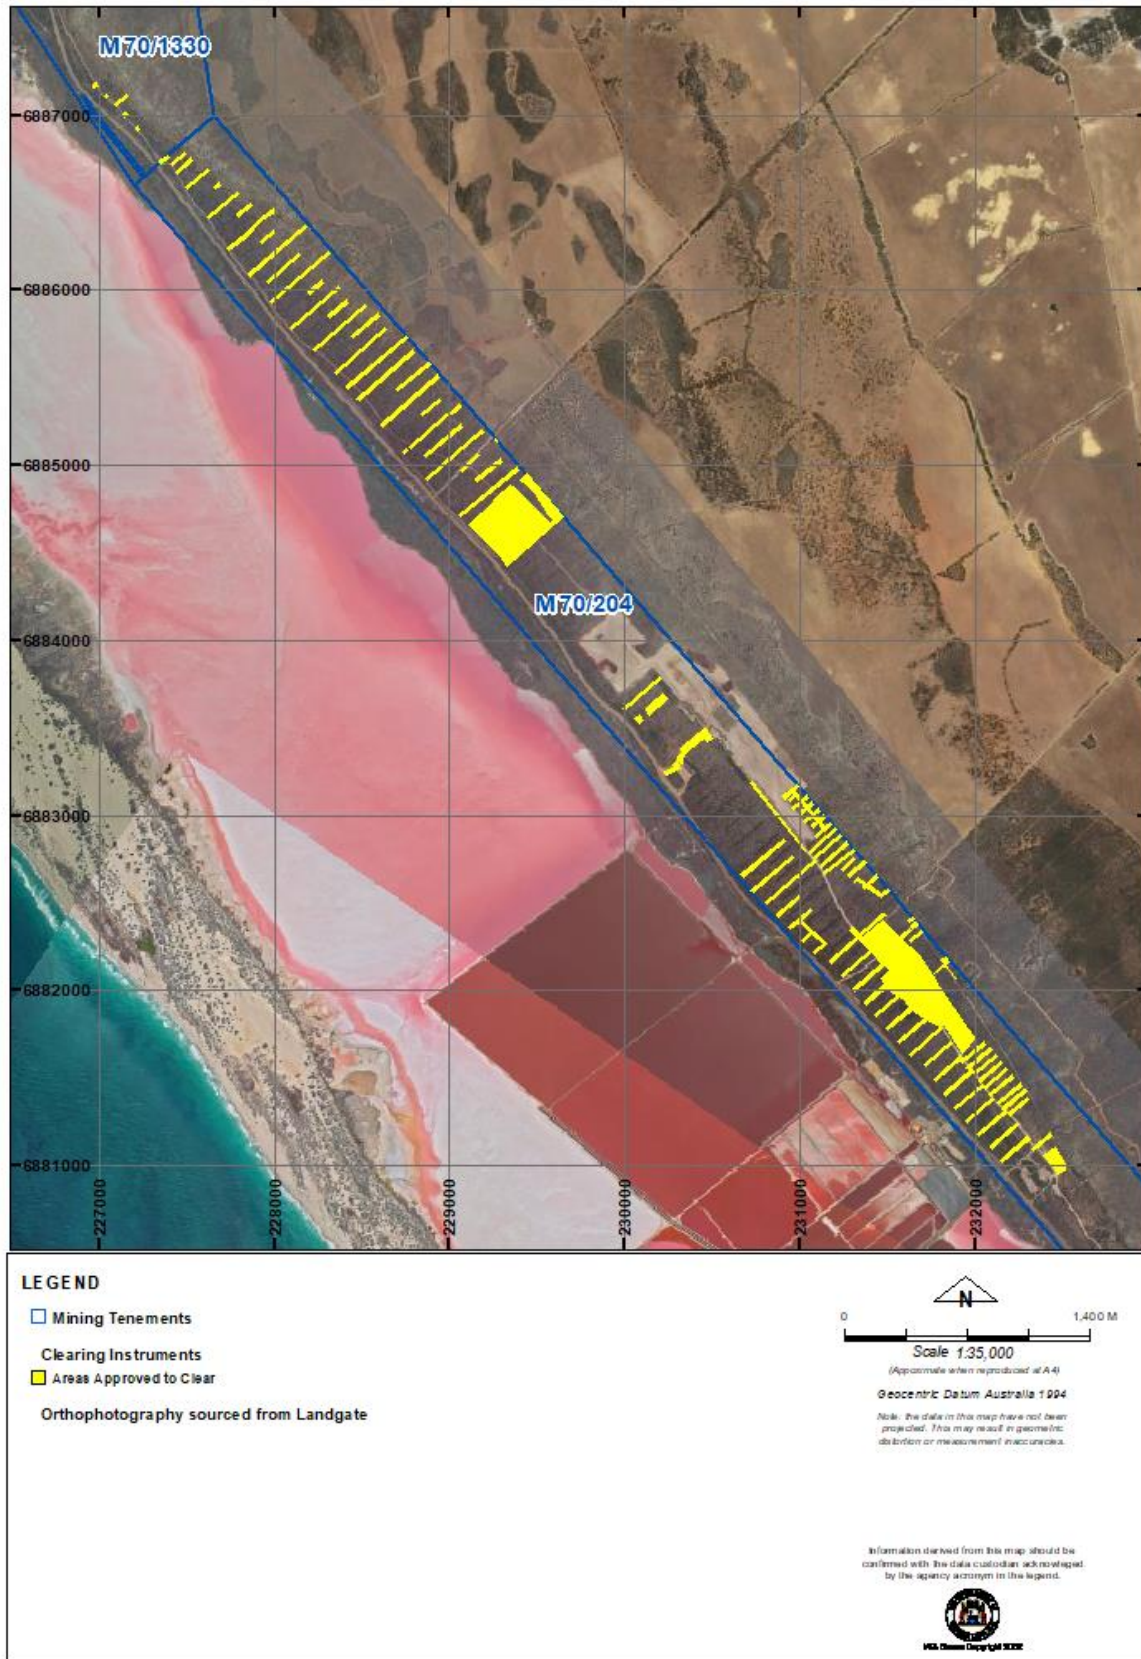 M70/1330
6887000
6886000
6885000
M70/204
6884000
6883000
6882000
6881000
227000
228000
229000
230000
231000
232000
LEGEND
Mining Tenements
Clearing Instruments
Areas Approved to Clear
Orthophotography sourced from Landgate
N
0 1,400 M
Scale 1:35,000
(Approximate when reproduced at A4)
Geocentric Datum Australia 1994
Note: the data in this map have not been
projected. This may result in geometric
distortion or measurement inaccuracies.
Information derived from this map should be
confirmed with the data custodian acknowleged
by the agency acronym in the legend.